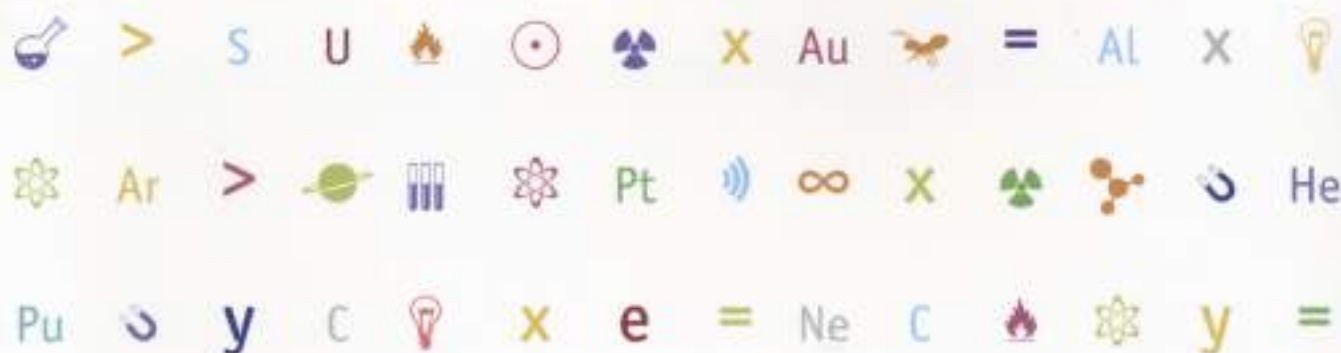 > S U x Au = Al x
Ar > Pt ∞ x He
Pu y C x e = Ne C y =